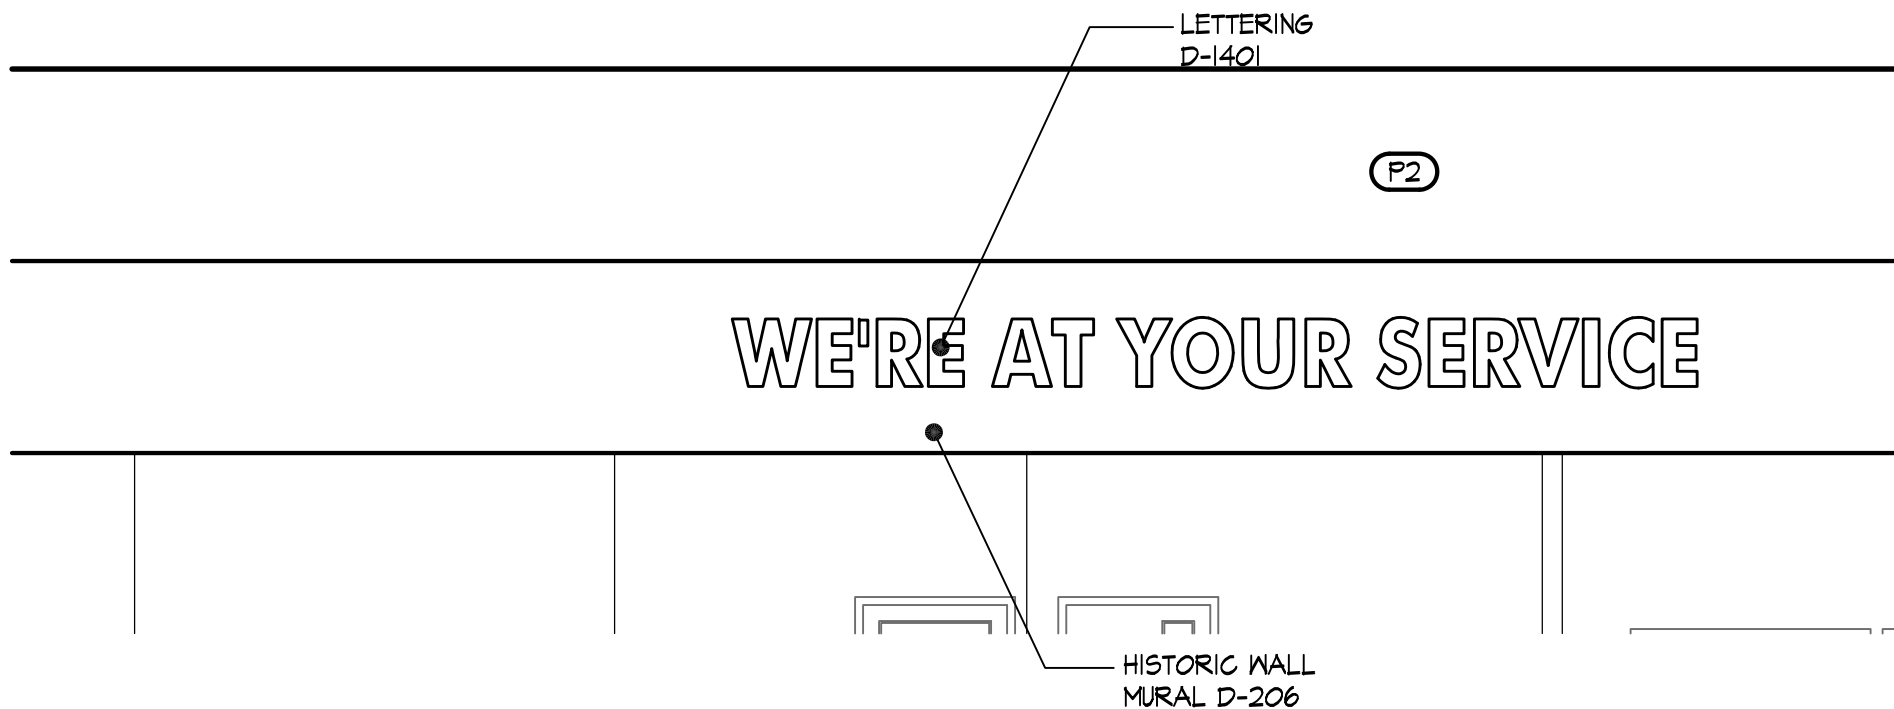 LETTERING
D-1401
P2
WE'RE AT YOUR SERVICE
HISTORIC WALL
MURAL D-206